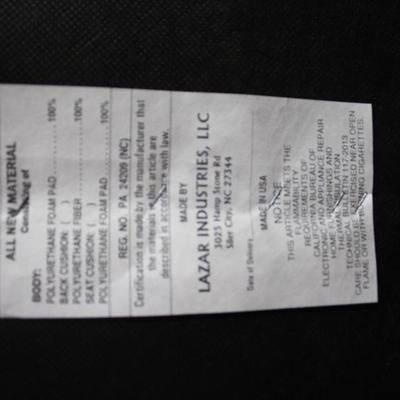 ALL NEW MATERIAL
Consisting of
BODY:
POLYURETHANE FOAM PAD..........100%
BACK CUSHION: ( )
POLYURETHANE FIBER..........100%
SEAT CUSHION: ( )
POLYURETHANE FOAM PAD..........100%
REG. NO. PA 24206 (NC)
Certification is made by the manufacturer that
the materials in this article are
described in accordance with law.
MADE BY
LAZAR INDUSTRIES, LLC
3025 Hamp Stone Rd
Siler City, NC 27344
Date of Delivery
MADE IN USA
NOTICE
THIS ARTICLE MEETS THE
FLAMMABILITY
REQUIREMENTS OF
CALIFORNIA BUREAU OF
ELECTRONIC AND APPLIANCE REPAIR
HOME FURNISHINGS AND
THERMAL INSULATION
TECHNICAL BULLETIN 117-2013
CARE SHOULD BE EXERCISED NEAR OPEN
FLAME OR WITH BURNING CIGARETTES.